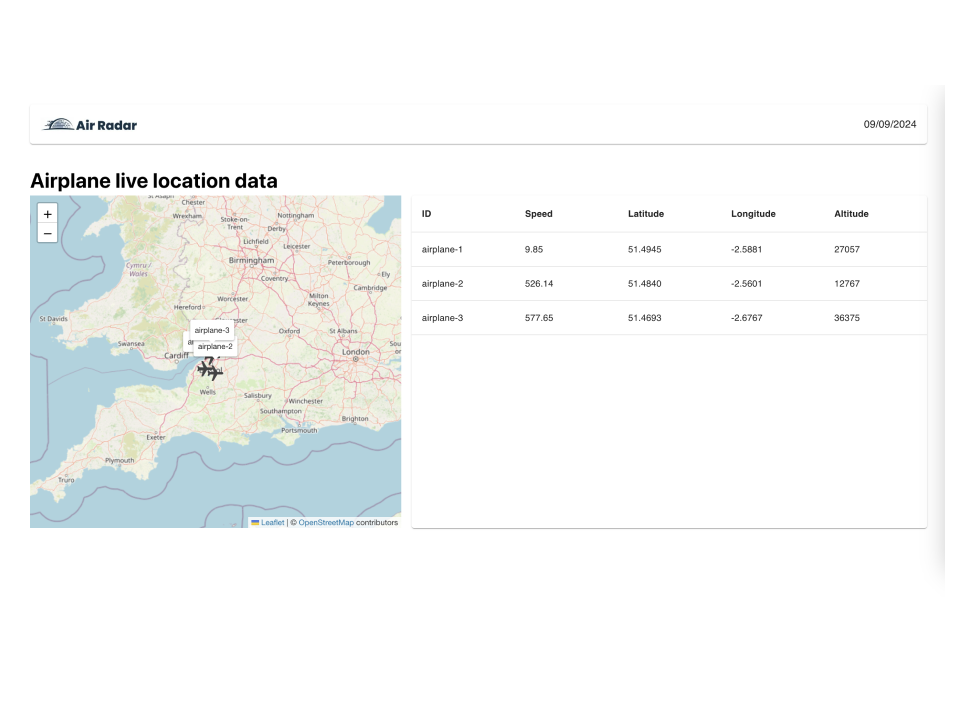 Air Radar
09/09/2024
Airplane live location data
+
−
Chester
Wrexham
Stoke-on-
Trent
Nottingham
Derby
Lichfield
Leicester
Birmingham
Peterborough
Ely
Cymru /
Wales
Coventry
Cambridge
Worcester
Milton
Keynes
Hereford
St Davids
airplane-3
Oxford
St Albans
Swansea
airplane-2
Cardiff
London
Wells
Salisbury
Winchester
Southampton
Brighton
Portsmouth
Exeter
Plymouth
Truro
Leaflet | © OpenStreetMap contributors
ID Speed Latitude Longitude Altitude
airplane-1 9.85 51.4945 -2.5881 27057
airplane-2 526.14 51.4840 -2.5601 12767
airplane-3 577.65 51.4693 -2.6767 36375